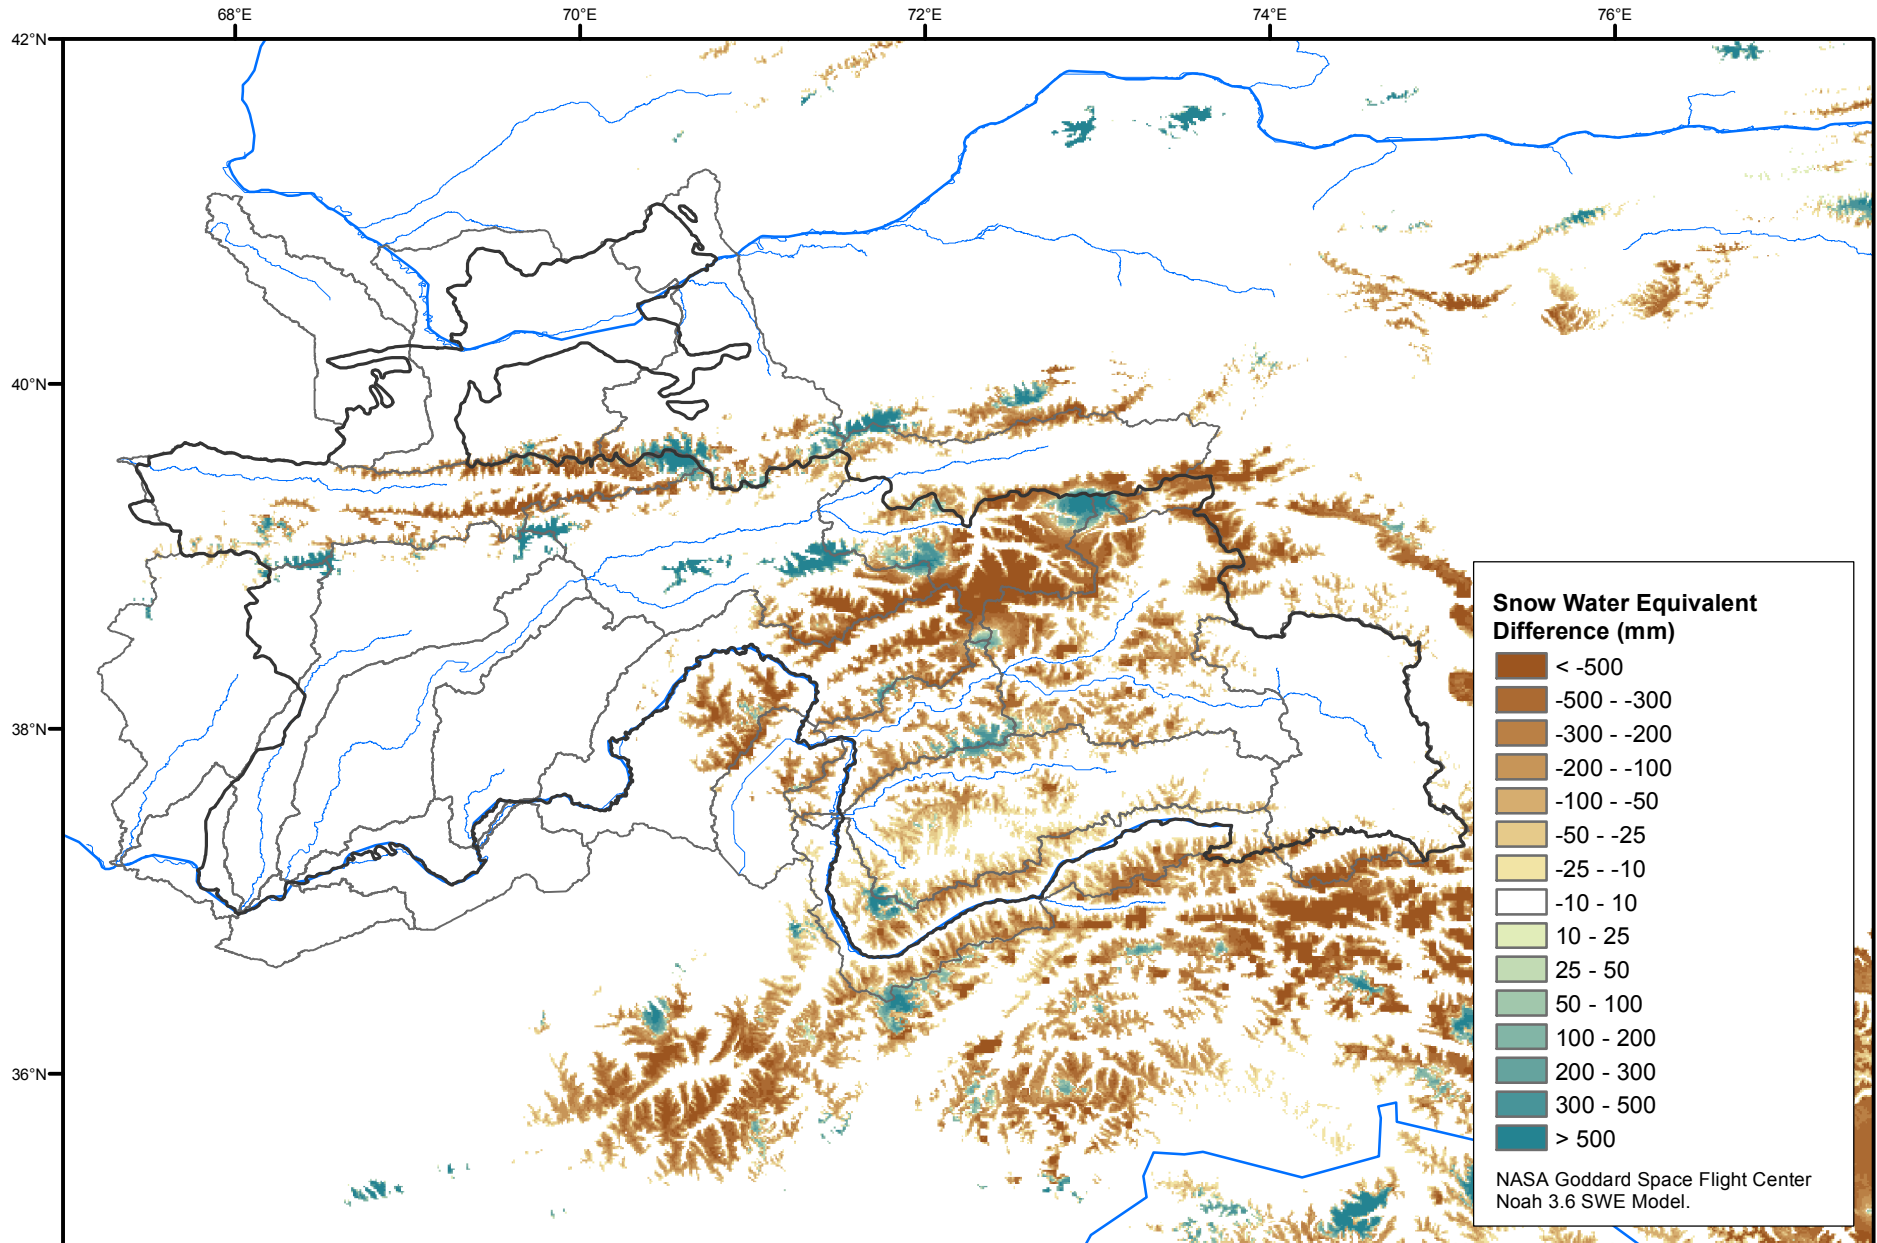 68°E 70°E 72°E 74°E 76°E
42°N
40°N
38°N
36°N
Snow Water Equivalent
Difference (mm)
< -500
-500 - -300
-300 - -200
-200 - -100
-100 - -50
-50 - -25
-25 - -10
-10 - 10
10 - 25
25 - 50
50 - 100
100 - 200
200 - 300
300 - 500
> 500
NASA Goddard Space Flight Center
Noah 3.6 SWE Model.